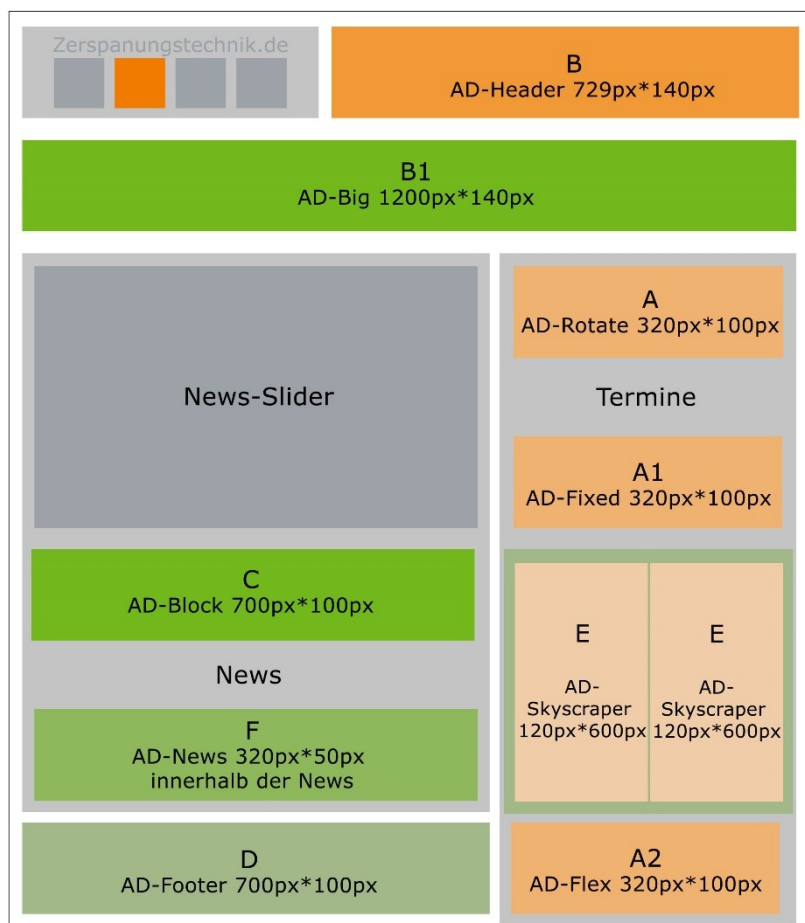 Zerspanungstechnik.de
B
AD-Header 729px*140px
B1
AD-Big 1200px*140px
News-Slider
A
AD-Rotate 320px*100px
Termine
A1
AD-Fixed 320px*100px
C
AD-Block 700px*100px
News
F
AD-News 320px*50px
innerhalb der News
E
AD-
Skyscraper
120px*600px
E
AD-
Skyscraper
120px*600px
D
AD-Footer 700px*100px
A2
AD-Flex 320px*100px